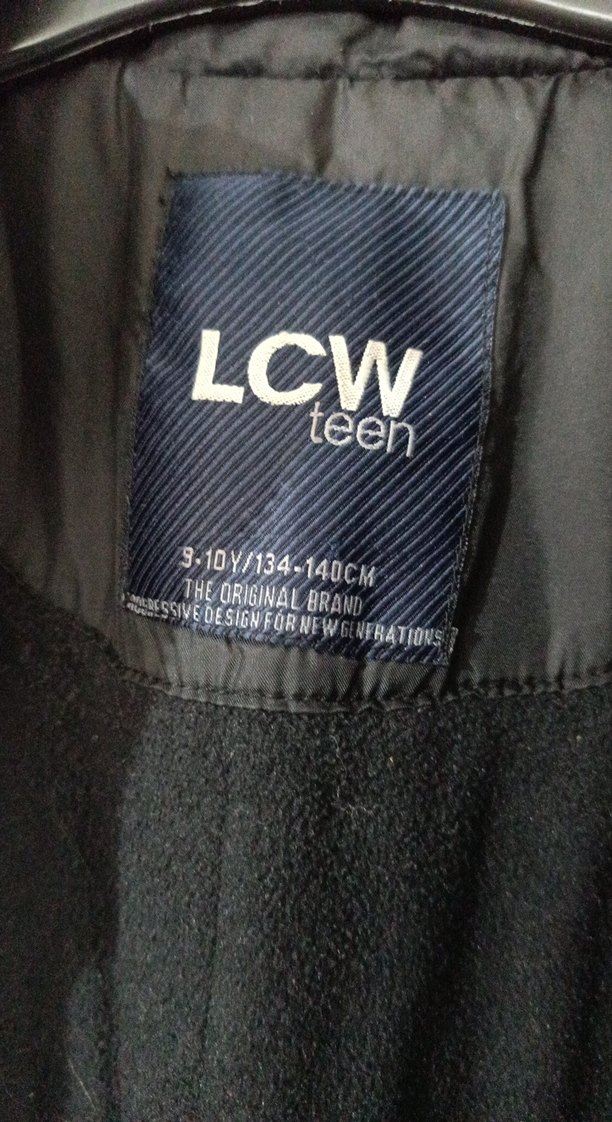 LCW
teen
9-10Y/134-140CM
THE ORIGINAL BRAND
PROGRESSIVE DESIGN FOR NEW GENERATIONS